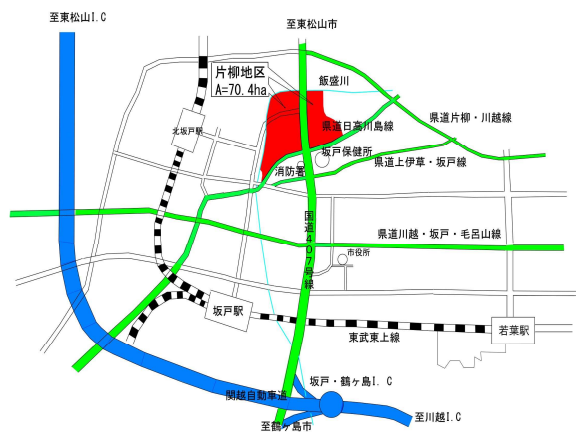 至東松山I.C
至東松山市
片柳地区
A=70.4ha
飯盛川
県道片柳・川越線
北坂戸駅
県道日高川島線
坂戸保健所
消防署
県道上伊草・坂戸線
国道407号線
県道川越・坂戸・毛呂山線
市役所
坂戸駅
東武東上線
若葉駅
坂戸・鶴ヶ島I.C
関越自動車道
至川越I.C
至鶴ヶ島市